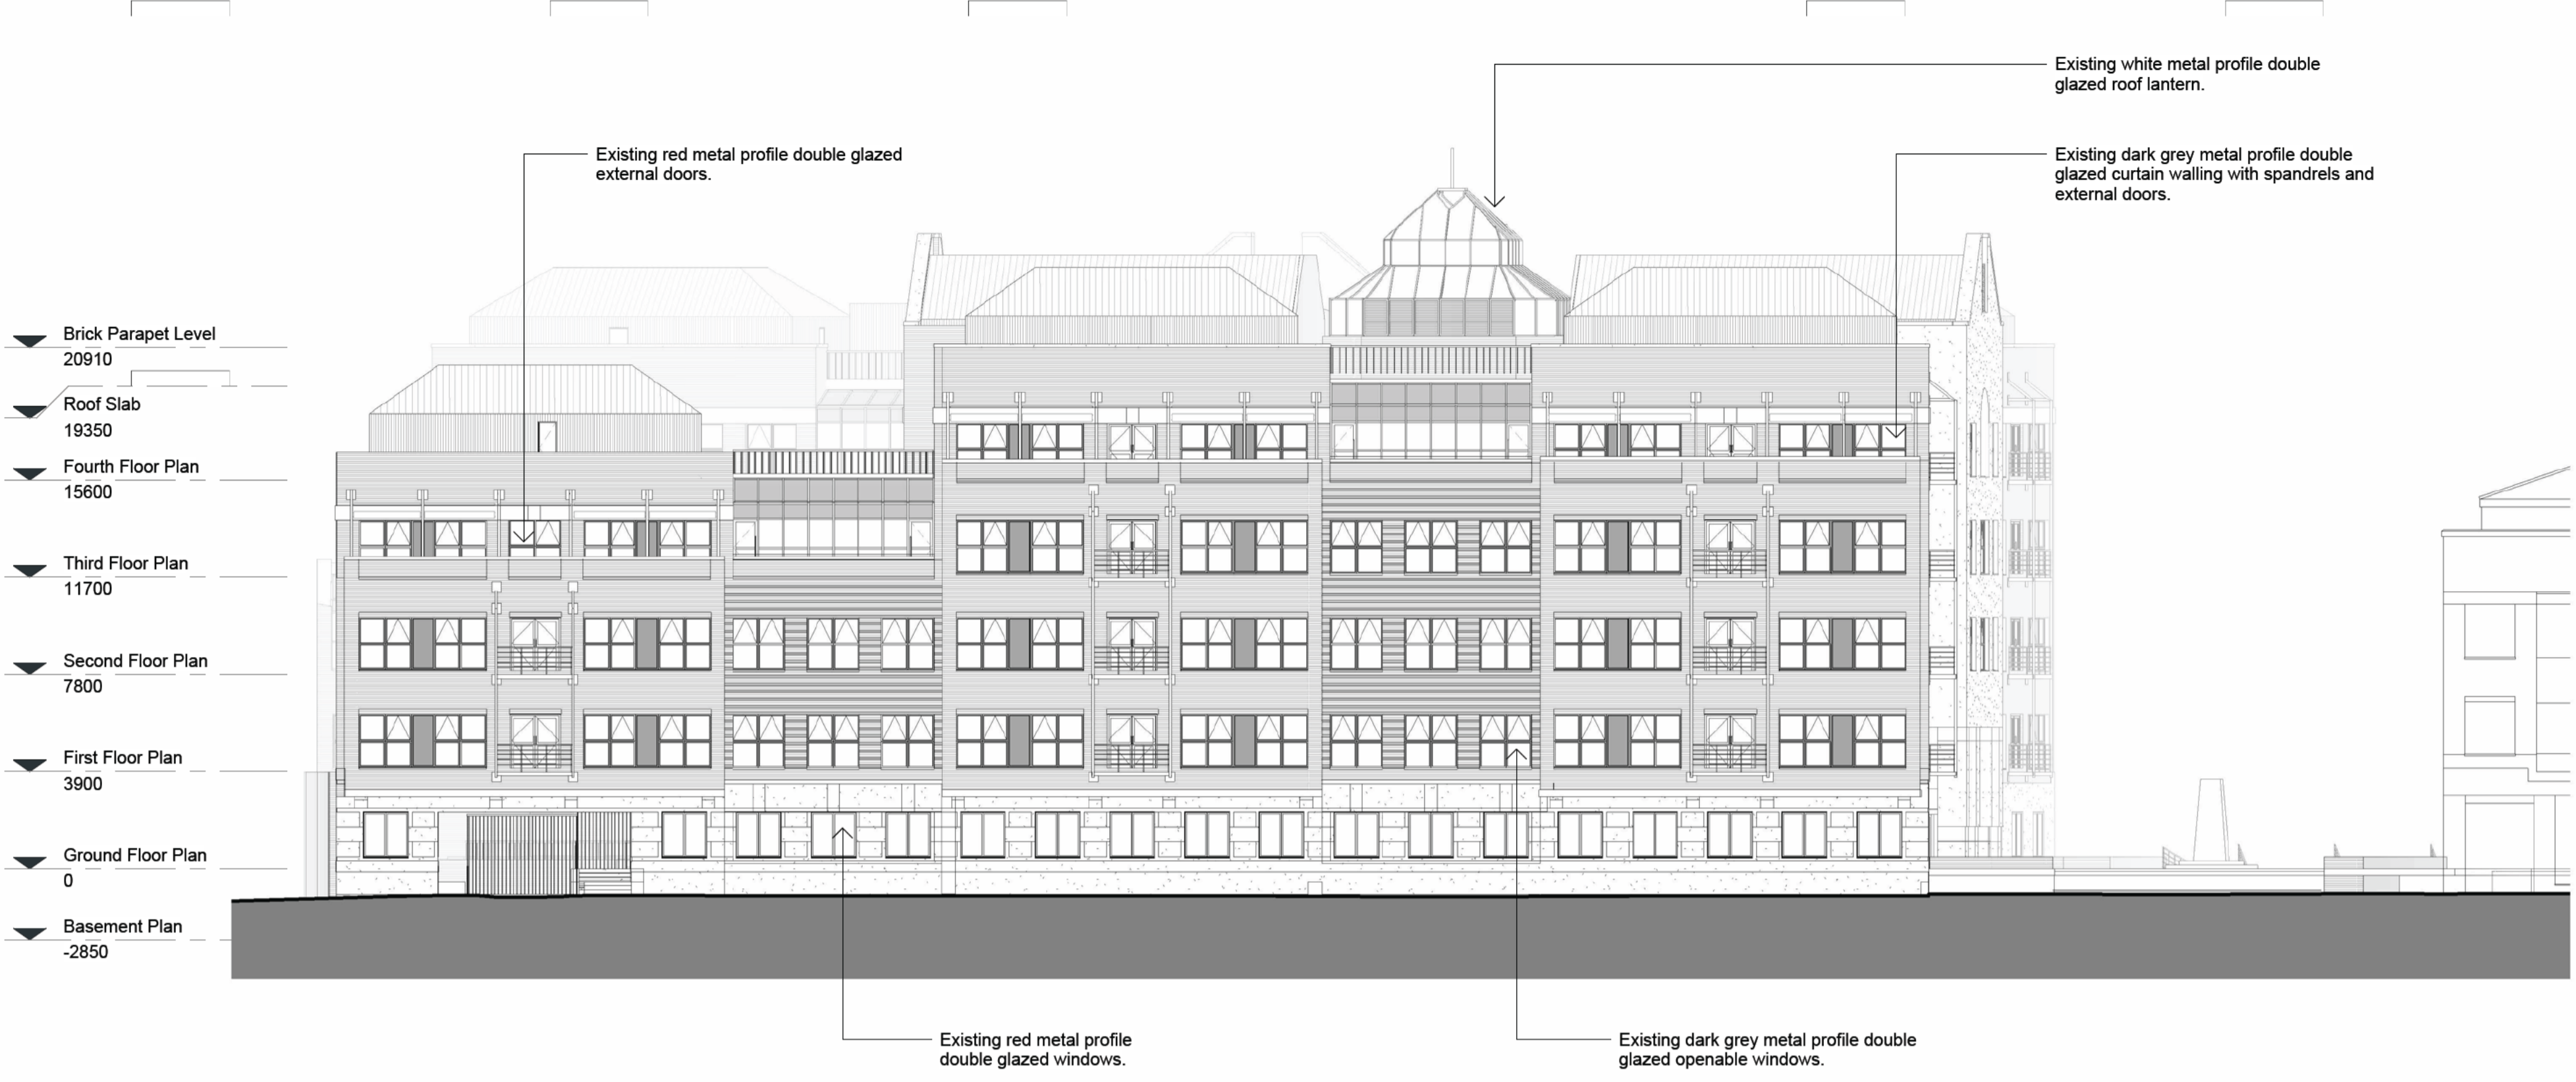 Existing white metal profile double
glazed roof lantern.
Existing red metal profile double glazed
external doors.
Existing dark grey metal profile double
glazed curtain walling with spandrels and
external doors.
Brick Parapet Level
20910
Roof Slab
19350
Fourth Floor Plan
15600
Third Floor Plan
11700
Second Floor Plan
7800
First Floor Plan
3900
Ground Floor Plan
0
Basement Plan
-2850
Existing red metal profile
double glazed windows.
Existing dark grey metal profile double
glazed openable windows.